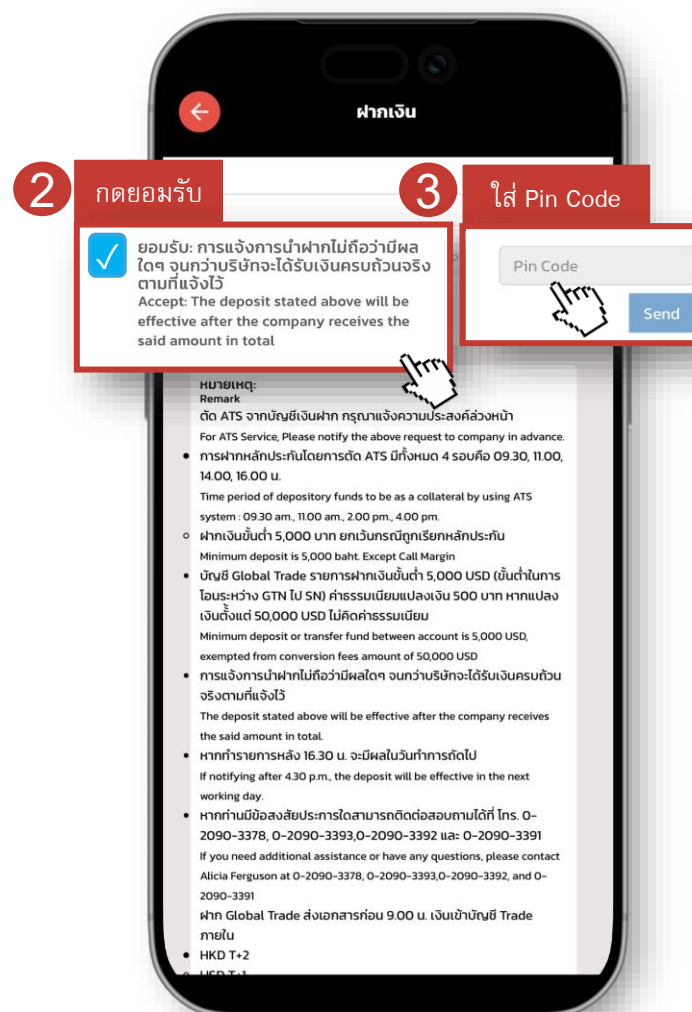 ฝากเงิน
2 กดยอมรับ
3 ใส่ Pin Code
ยอมรับ: การแจ้งการนำฝากไม่ถือว่ามีผล
ใดๆ จนกว่าบริษัทจะได้รับเงินครบถ้วนจริง
ตามที่แจ้งไว้
Accept: The deposit stated above will be
effective after the company receives the
said amount in total
Pin Code
Send
หมายเหตุ:
Remark
ตัด ATS จากบัญชีเงินฝาก กรุณาแจ้งความประสงค์ล่วงหน้า
For ATS Service, Please notify the above request to company in advance.
• การฝากหลักประกันโดยการตัด ATS มีทั้งหมด 4 รอบคือ 09.30, 11.00,
14.00, 16.00 น.
Time period of depository funds to be as a collateral by using ATS
system : 09.30 am., 11.00 am., 2.00 pm., 4.00 pm.
○ ฝากเงินขั้นต่ำ 5,000 บาท ยกเว้นกรณีถูกเรียกหลักประกัน
Minimum deposit is 5,000 baht. Except Call Margin
• บัญชี Global Trade รายการฝากเงินขั้นต่ำ 5,000 USD (ขั้นต่ำในการ
โอนระหว่าง GTN ไป SN) ค่าธรรมเนียมแปลงเงิน 500 บาท หากแปลง
เงินตั้งแต่ 50,000 USD ไม่คิดค่าธรรมเนียม
Minimum deposit or transfer fund between account is 5,000 USD,
exempted from conversion fees amount of 50,000 USD
• การแจ้งการนำฝากไม่ถือว่ามีผลใดๆ จนกว่าบริษัทจะได้รับเงินครบถ้วน
จริงตามที่แจ้งไว้
The deposit stated above will be effective after the company receives
the said amount in total.
• หากทำรายการหลัง 16.30 น. จะมีผลในวันทำการถัดไป
If notifying after 4.30 p.m., the deposit will be effective in the next
working day.
• หากท่านมีข้อสงสัยประการใดสามารถติดต่อสอบถามได้ที่ โทร. 0-
2090-3378, 0-2090-3393,0-2090-3392 และ 0-2090-3391
If you need additional assistance or have any questions, please contact
Alicia Ferguson at 0-2090-3378, 0-2090-3393,0-2090-3392, and 0-
2090-3391
ฝาก Global Trade ส่งเอกสารก่อน 9.00 น. เงินเข้าบัญชี Trade
ภายใน
• HKD T+2
○ USD T+1